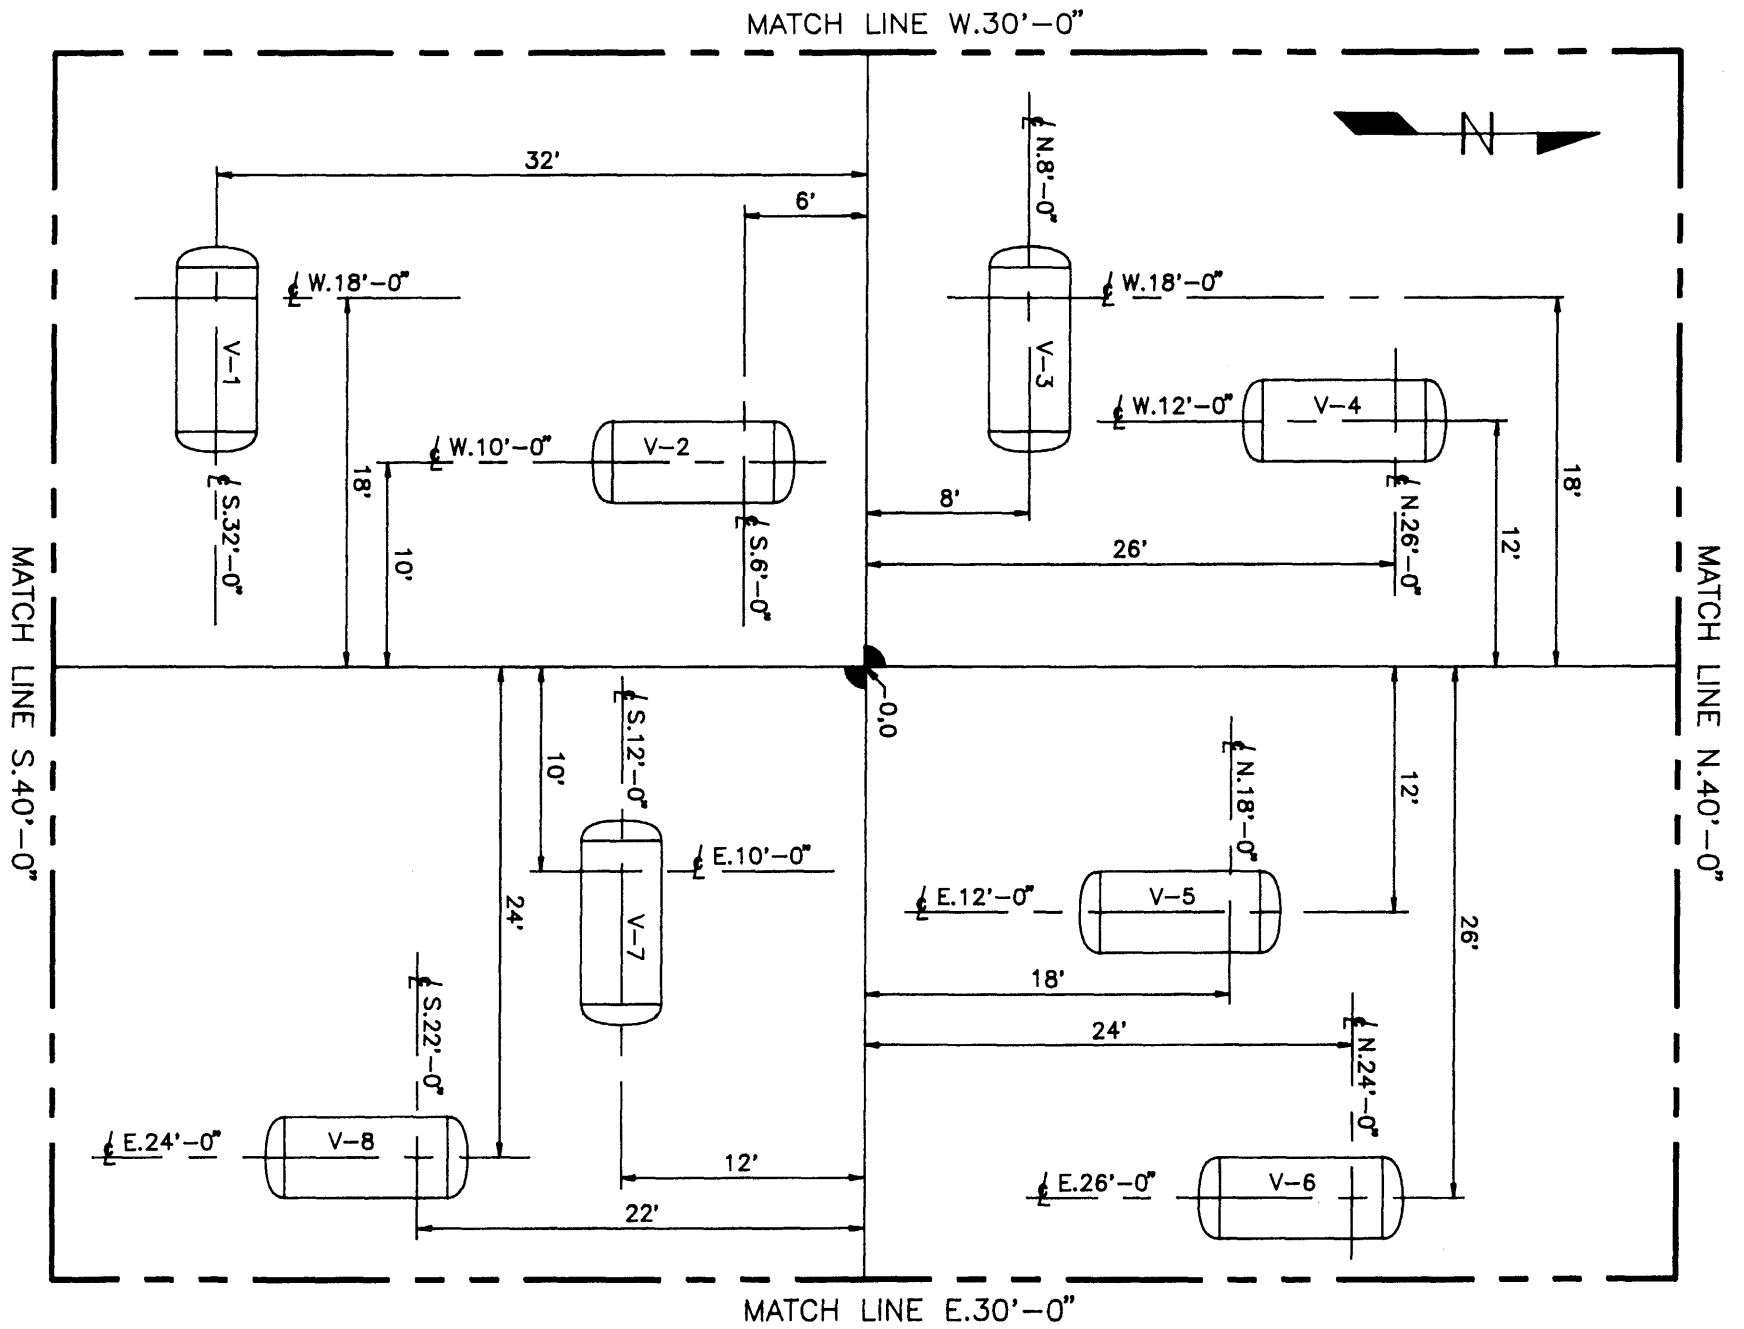 MATCH LINE W.30'-0"
N
32'
6'
℄ N.8'-0"
℄ W.18'-0"
℄ W.18'-0"
V-1
V-3
℄ W.12'-0"
V-4
℄ W.10'-0"
V-2
18'
18'
℄ S.32'-0"
8'
℄ N.26'-0"
10'
℄ S.6'-0"
26'
12'
MATCH LINE S.40'-0"
MATCH LINE N.40'-0"
0,0
℄ S.12'-0"
10'
℄ N.18'-0"
12'
℄ E.10'-0"
℄ E.12'-0"
V-5
24'
V-7
26'
18'
℄ S.22'-0"
24'
℄ N.24'-0"
℄ E.24'-0"
V-8
12'
℄ E.26'-0"
V-6
22'
MATCH LINE E.30'-0"